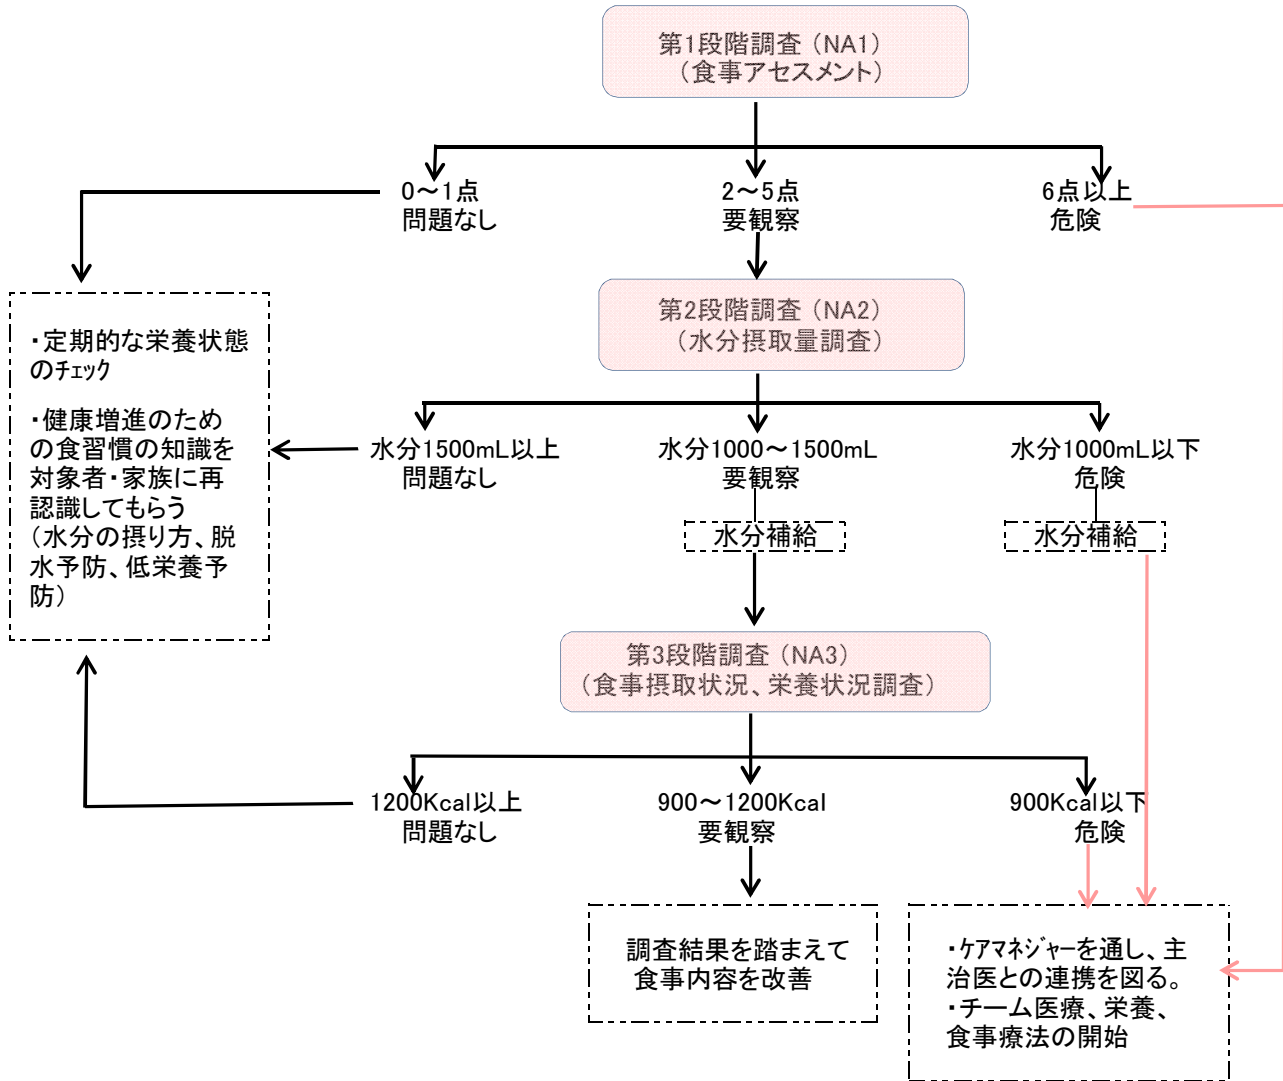 第1段階調査（NA1）
（食事アセスメント）
0～1点
問題なし
2～5点
要観察
6点以上
危険
第2段階調査（NA2）
（水分摂取量調査）
・定期的な栄養状態
のチェック
・健康増進のため
の食習慣の知識を
対象者・家族に再
認識してもらう
（水分の摂り方、脱
水予防、低栄養予
防）
水分1500mL以上
問題なし
水分1000～1500mL
要観察
水分1000mL以下
危険
水分補給
水分補給
第3段階調査（NA3）
（食事摂取状況、栄養状況調査）
1200Kcal以上
問題なし
900～1200Kcal
要観察
900Kcal以下
危険
調査結果を踏まえて
食事内容を改善
・ケアマネジャーを通し、主
治医との連携を図る。
・チーム医療、栄養、
食事療法の開始